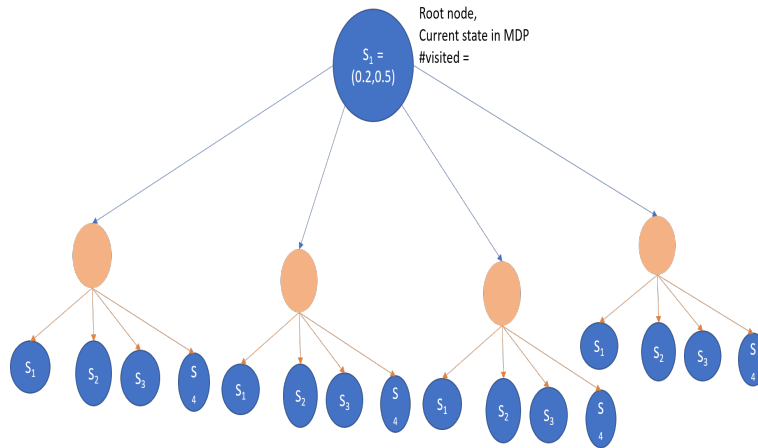 Root node,
Current state in MDP
#visited =
S₁ =
(0.2,0.5)
S₁
S₂
S₃
S
4
S₁
S₂
S₃
S
4
S₁
S₂
S₃
S
4
S₁
S₂
S₃
S
4